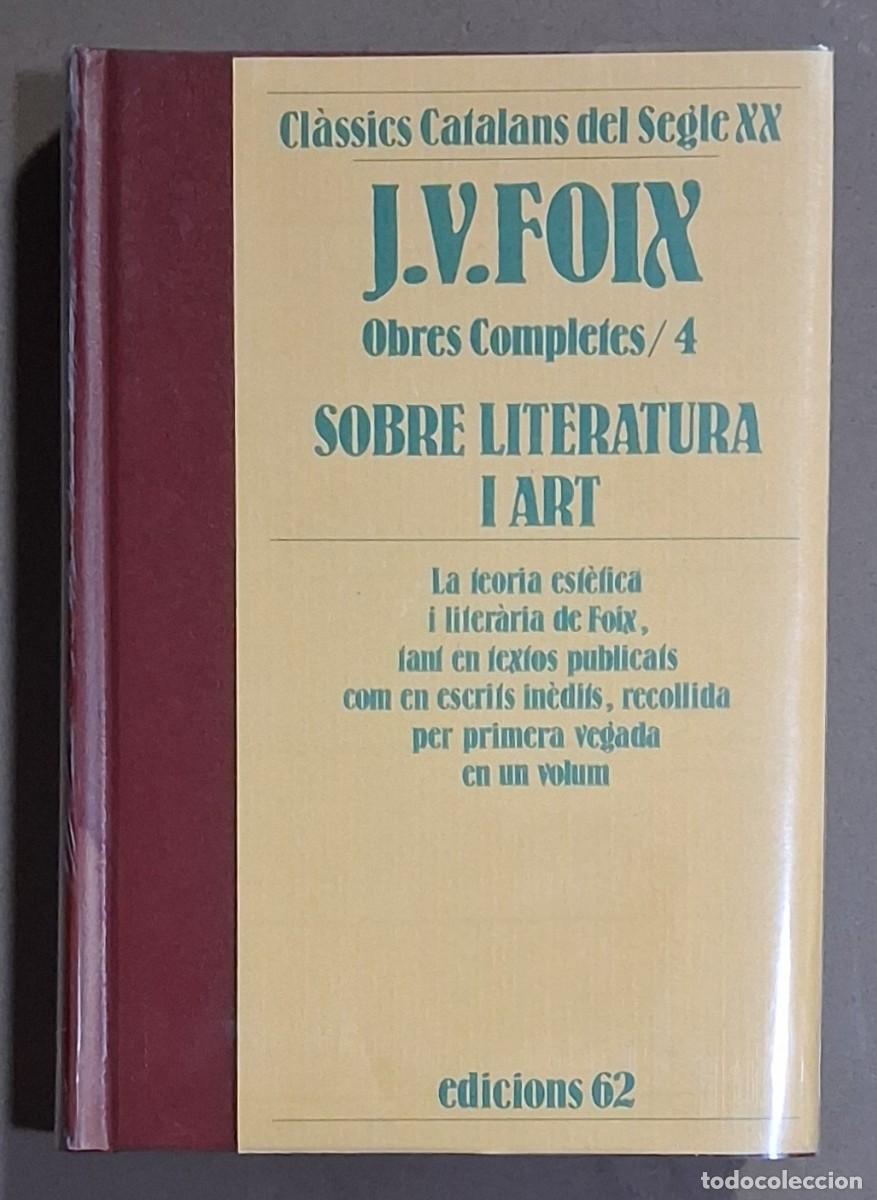 Clàssics Catalans del Segle XX
J.V.FOIX
Obres Completes/4
SOBRE LITERATURA
I ART
La teoria estètica
i literària de Foix,
tant en textos publicats
com en escrits inèdits, recollida
per primera vegada
en un volum
edicions 62
todocoleccion